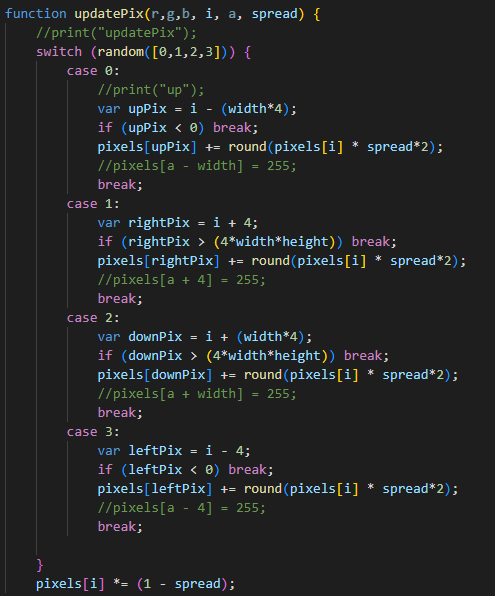 function updatePix(r,g,b, i, a, spread) {
    //print("updatePix");
    switch (random([0,1,2,3])) {
        case 0:
            //print("up");
            var upPix = i - (width*4);
            if (upPix < 0) break;
            pixels[upPix] += round(pixels[i] * spread*2);
            //pixels[a - width] = 255;
            break;
        case 1:
            var rightPix = i + 4;
            if (rightPix > (4*width*height)) break;
            pixels[rightPix] += round(pixels[i] * spread*2);
            //pixels[a + 4] = 255;
            break;
        case 2:
            var downPix = i + (width*4);
            if (downPix > (4*width*height)) break;
            pixels[downPix] += round(pixels[i] * spread*2);
            //pixels[a + width] = 255;
            break;
        case 3:
            var leftPix = i - 4;
            if (leftPix < 0) break;
            pixels[leftPix] += round(pixels[i] * spread*2);
            //pixels[a - 4] = 255;
            break;

    }
    pixels[i] *= (1 - spread);